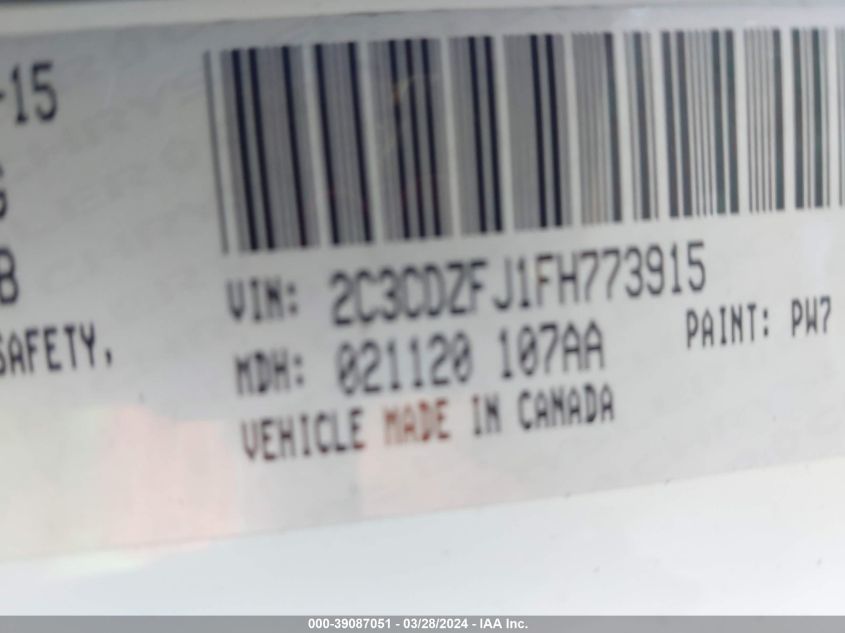 -15
G
B
SAFETY,
VIN: 2C3CDZFJ1FH773915
MDH: 021120 107AA PAINT: PW7
VEHICLE MADE IN CANADA
000-39087051 - 03/28/2024 - IAA Inc.